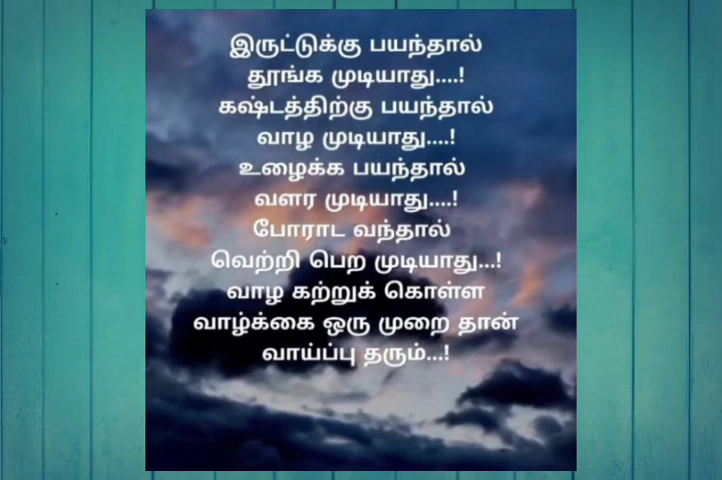 இருட்டுக்கு பயந்தால்
தூங்க முடியாது....!
கஷ்டத்திற்கு பயந்தால்
வாழ முடியாது....!
உழைக்க பயந்தால்
வளர முடியாது....!
போராட வந்தால்
வெற்றி பெற முடியாது...!
வாழ கற்றுக் கொள்ள
வாழ்க்கை ஒரு முறை தான்
வாய்ப்பு தரும்...!